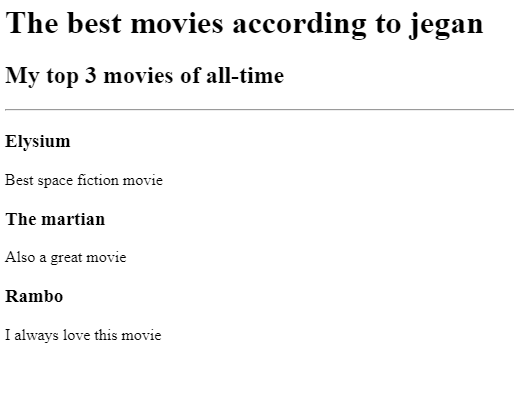 The best movies according to jegan
My top 3 movies of all-time
Elysium
Best space fiction movie
The martian
Also a great movie
Rambo
I always love this movie